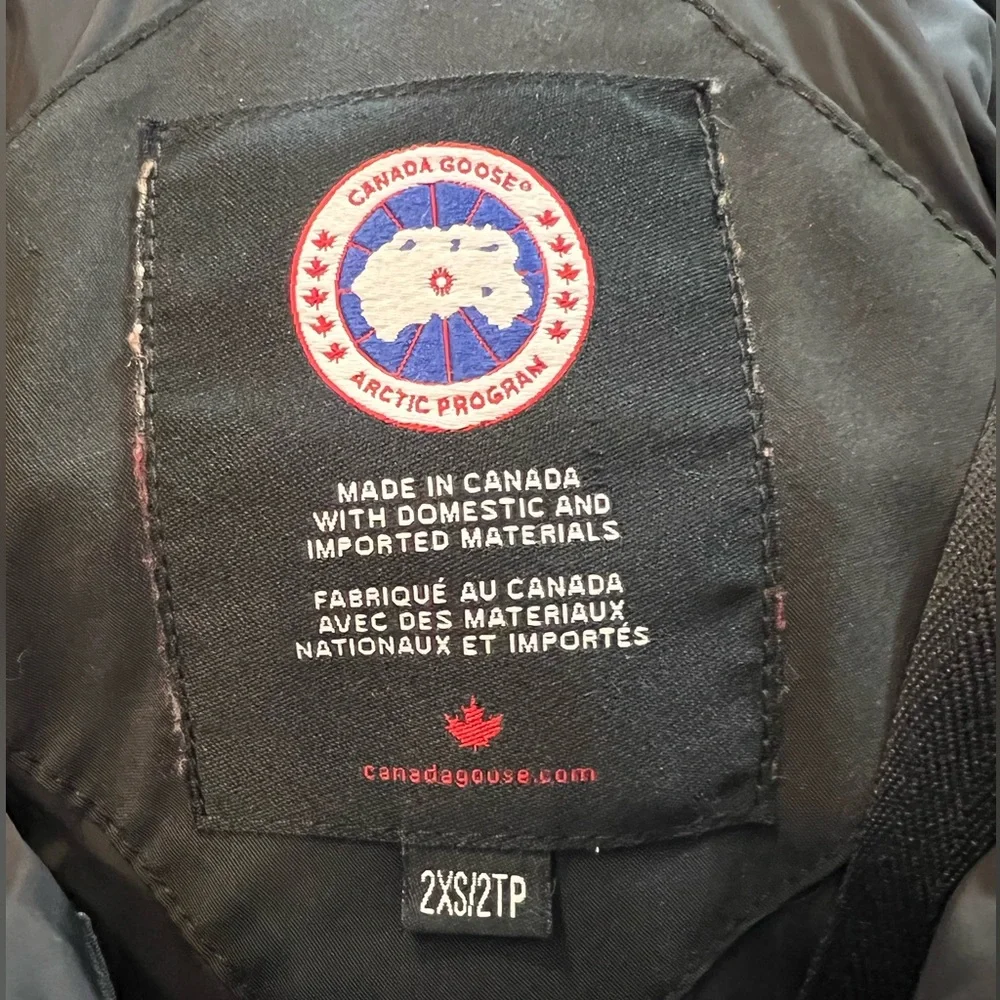 CANADA GOOSE®
ARCTIC PROGRAM
MADE IN CANADA
WITH DOMESTIC AND
IMPORTED MATERIALS
FABRIQUÉ AU CANADA
AVEC DES MATERIAUX
NATIONAUX ET IMPORTÉS
canadagouse.com
2XS/2TP